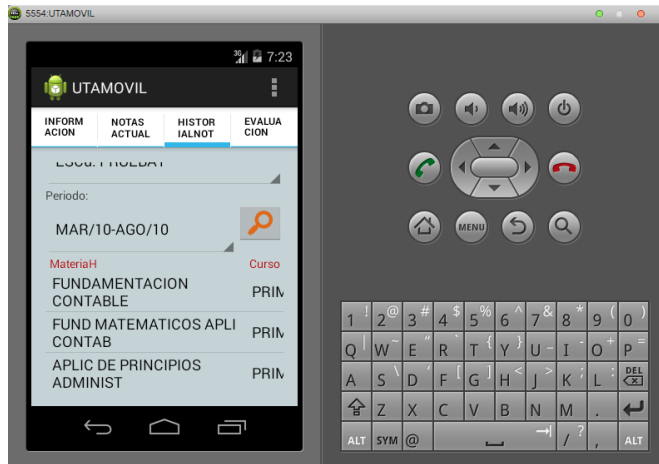 5554:UTAMOVIL
3G 7:23
UTAMOVIL
INFORM
ACION
NOTAS
ACTUAL
HISTOR
IALNOT
EVALUA
CION
Periodo:
MAR/10-AGO/10
MateriaH Curso
FUNDAMENTACION
CONTABLE
PRIM
FUND MATEMATICOS APLI
CONTAB
PRIM
APLIC DE PRINCIPIOS
ADMINIST
PRIM
MENU
1 ! 2 @ 3 # 4 $ 5 % 6 ^ 7 & 8 * 9 ( 0 )
Q | W ~ E " R ` T { Y } U - I - O + P =
A S \ D ' F [ G ] H < J > K ; L : DEL
Z X C V B N M .
ALT SYM @ / ? , ALT